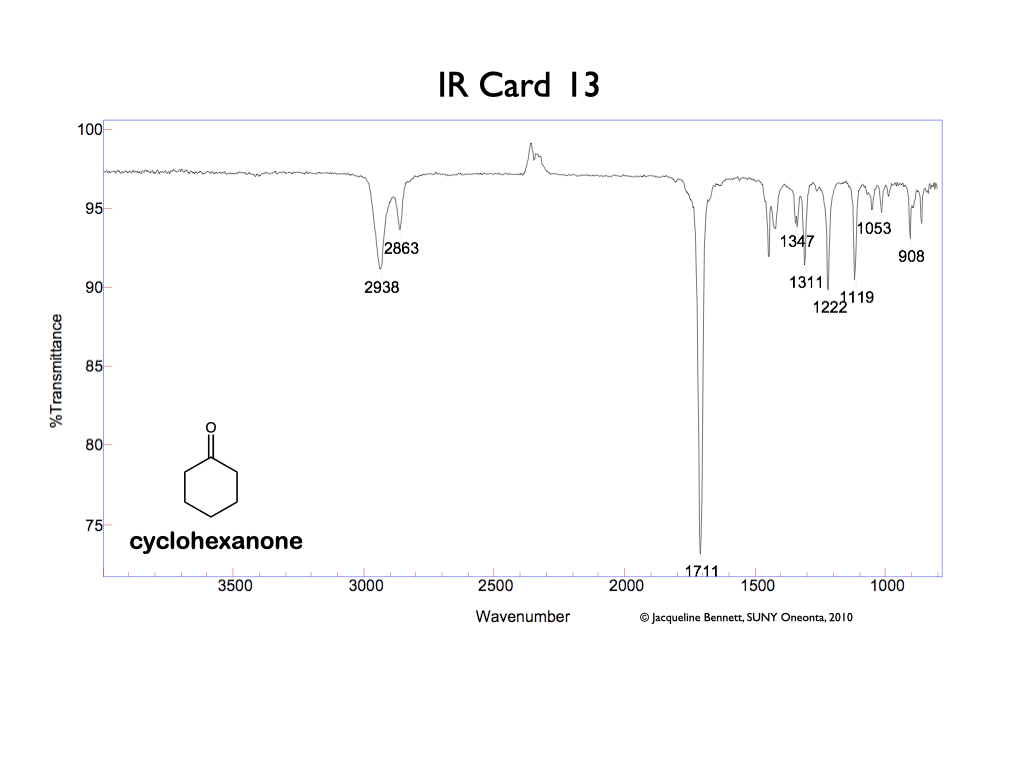 IR Card 13
100
95
90
85
80
75
%Transmittance
2863
2938
1347
1311
1222
1119
1053
908
1711
O
cyclohexanone
3500 3000 2500 2000 1500 1000
Wavenumber
© Jacqueline Bennett, SUNY Oneonta, 2010